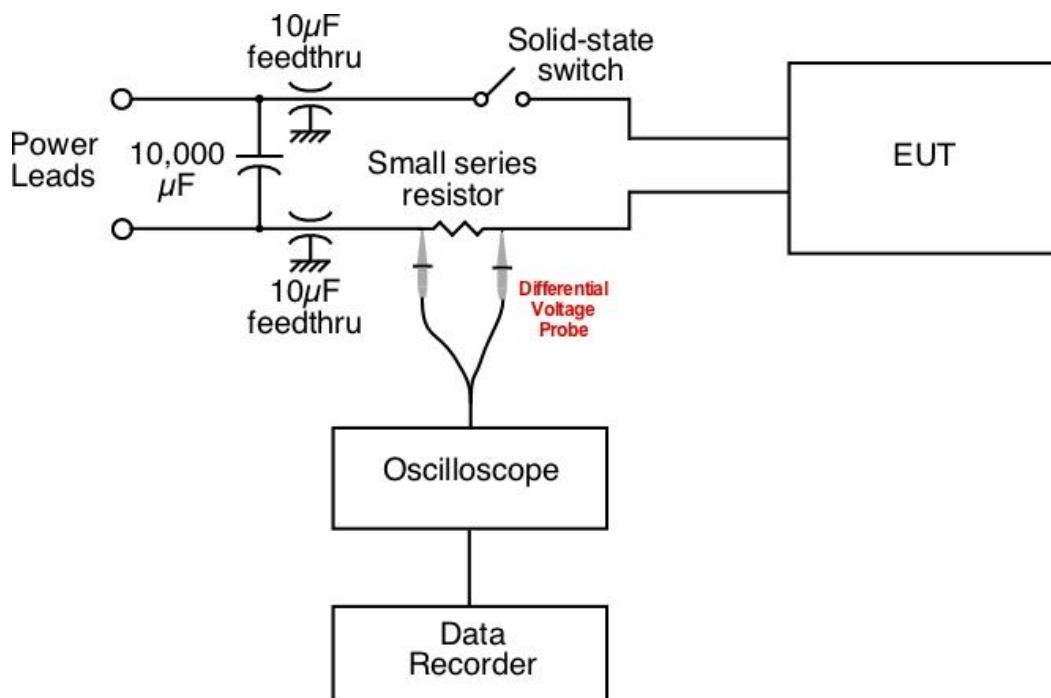 10µF
feedthru
Solid-state
switch
Power
Leads
10,000
µF
Small series
resistor
EUT
10µF
feedthru
Differential
Voltage
Probe
Oscilloscope
Data
Recorder